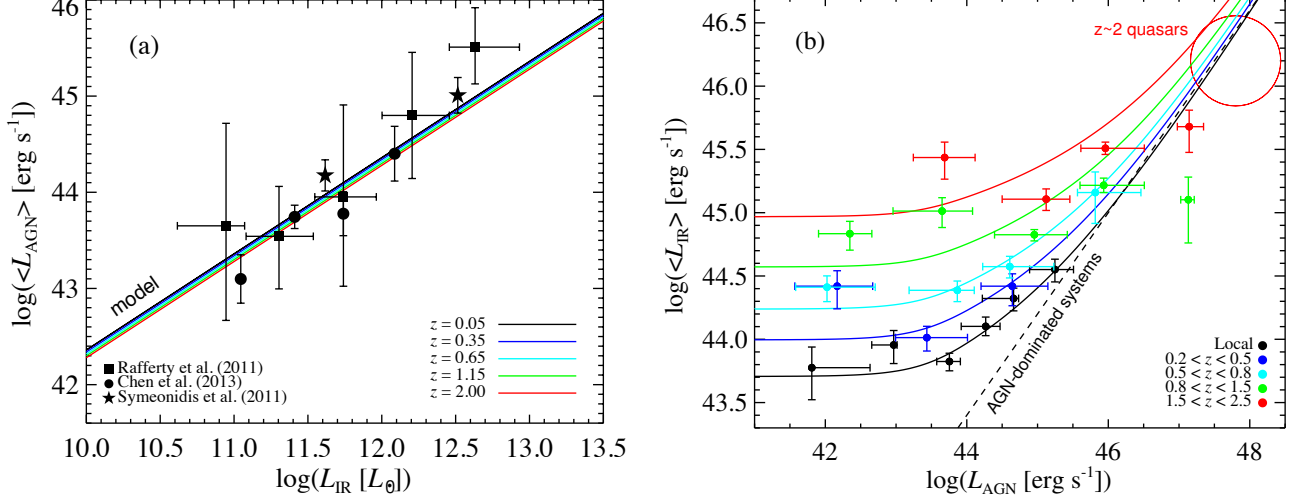 (a)
log(<L_AGN> [erg s⁻¹])
46
45
44
43
42
model
z = 0.05
z = 0.35
z = 0.65
z = 1.15
z = 2.00
Rafferty et al. (2011)
Chen et al. (2013)
Symeonidis et al. (2011)
10.0 10.5 11.0 11.5 12.0 12.5 13.0 13.5
log(L_IR [L_⊙])
(b)
z~2 quasars
log(<L_IR> [erg s⁻¹])
46.5
46.0
45.5
45.0
44.5
44.0
43.5
AGN-dominated systems
Local
0.2 < z < 0.5
0.5 < z < 0.8
0.8 < z < 1.5
1.5 < z < 2.5
42 44 46 48
log(L_AGN [erg s⁻¹])